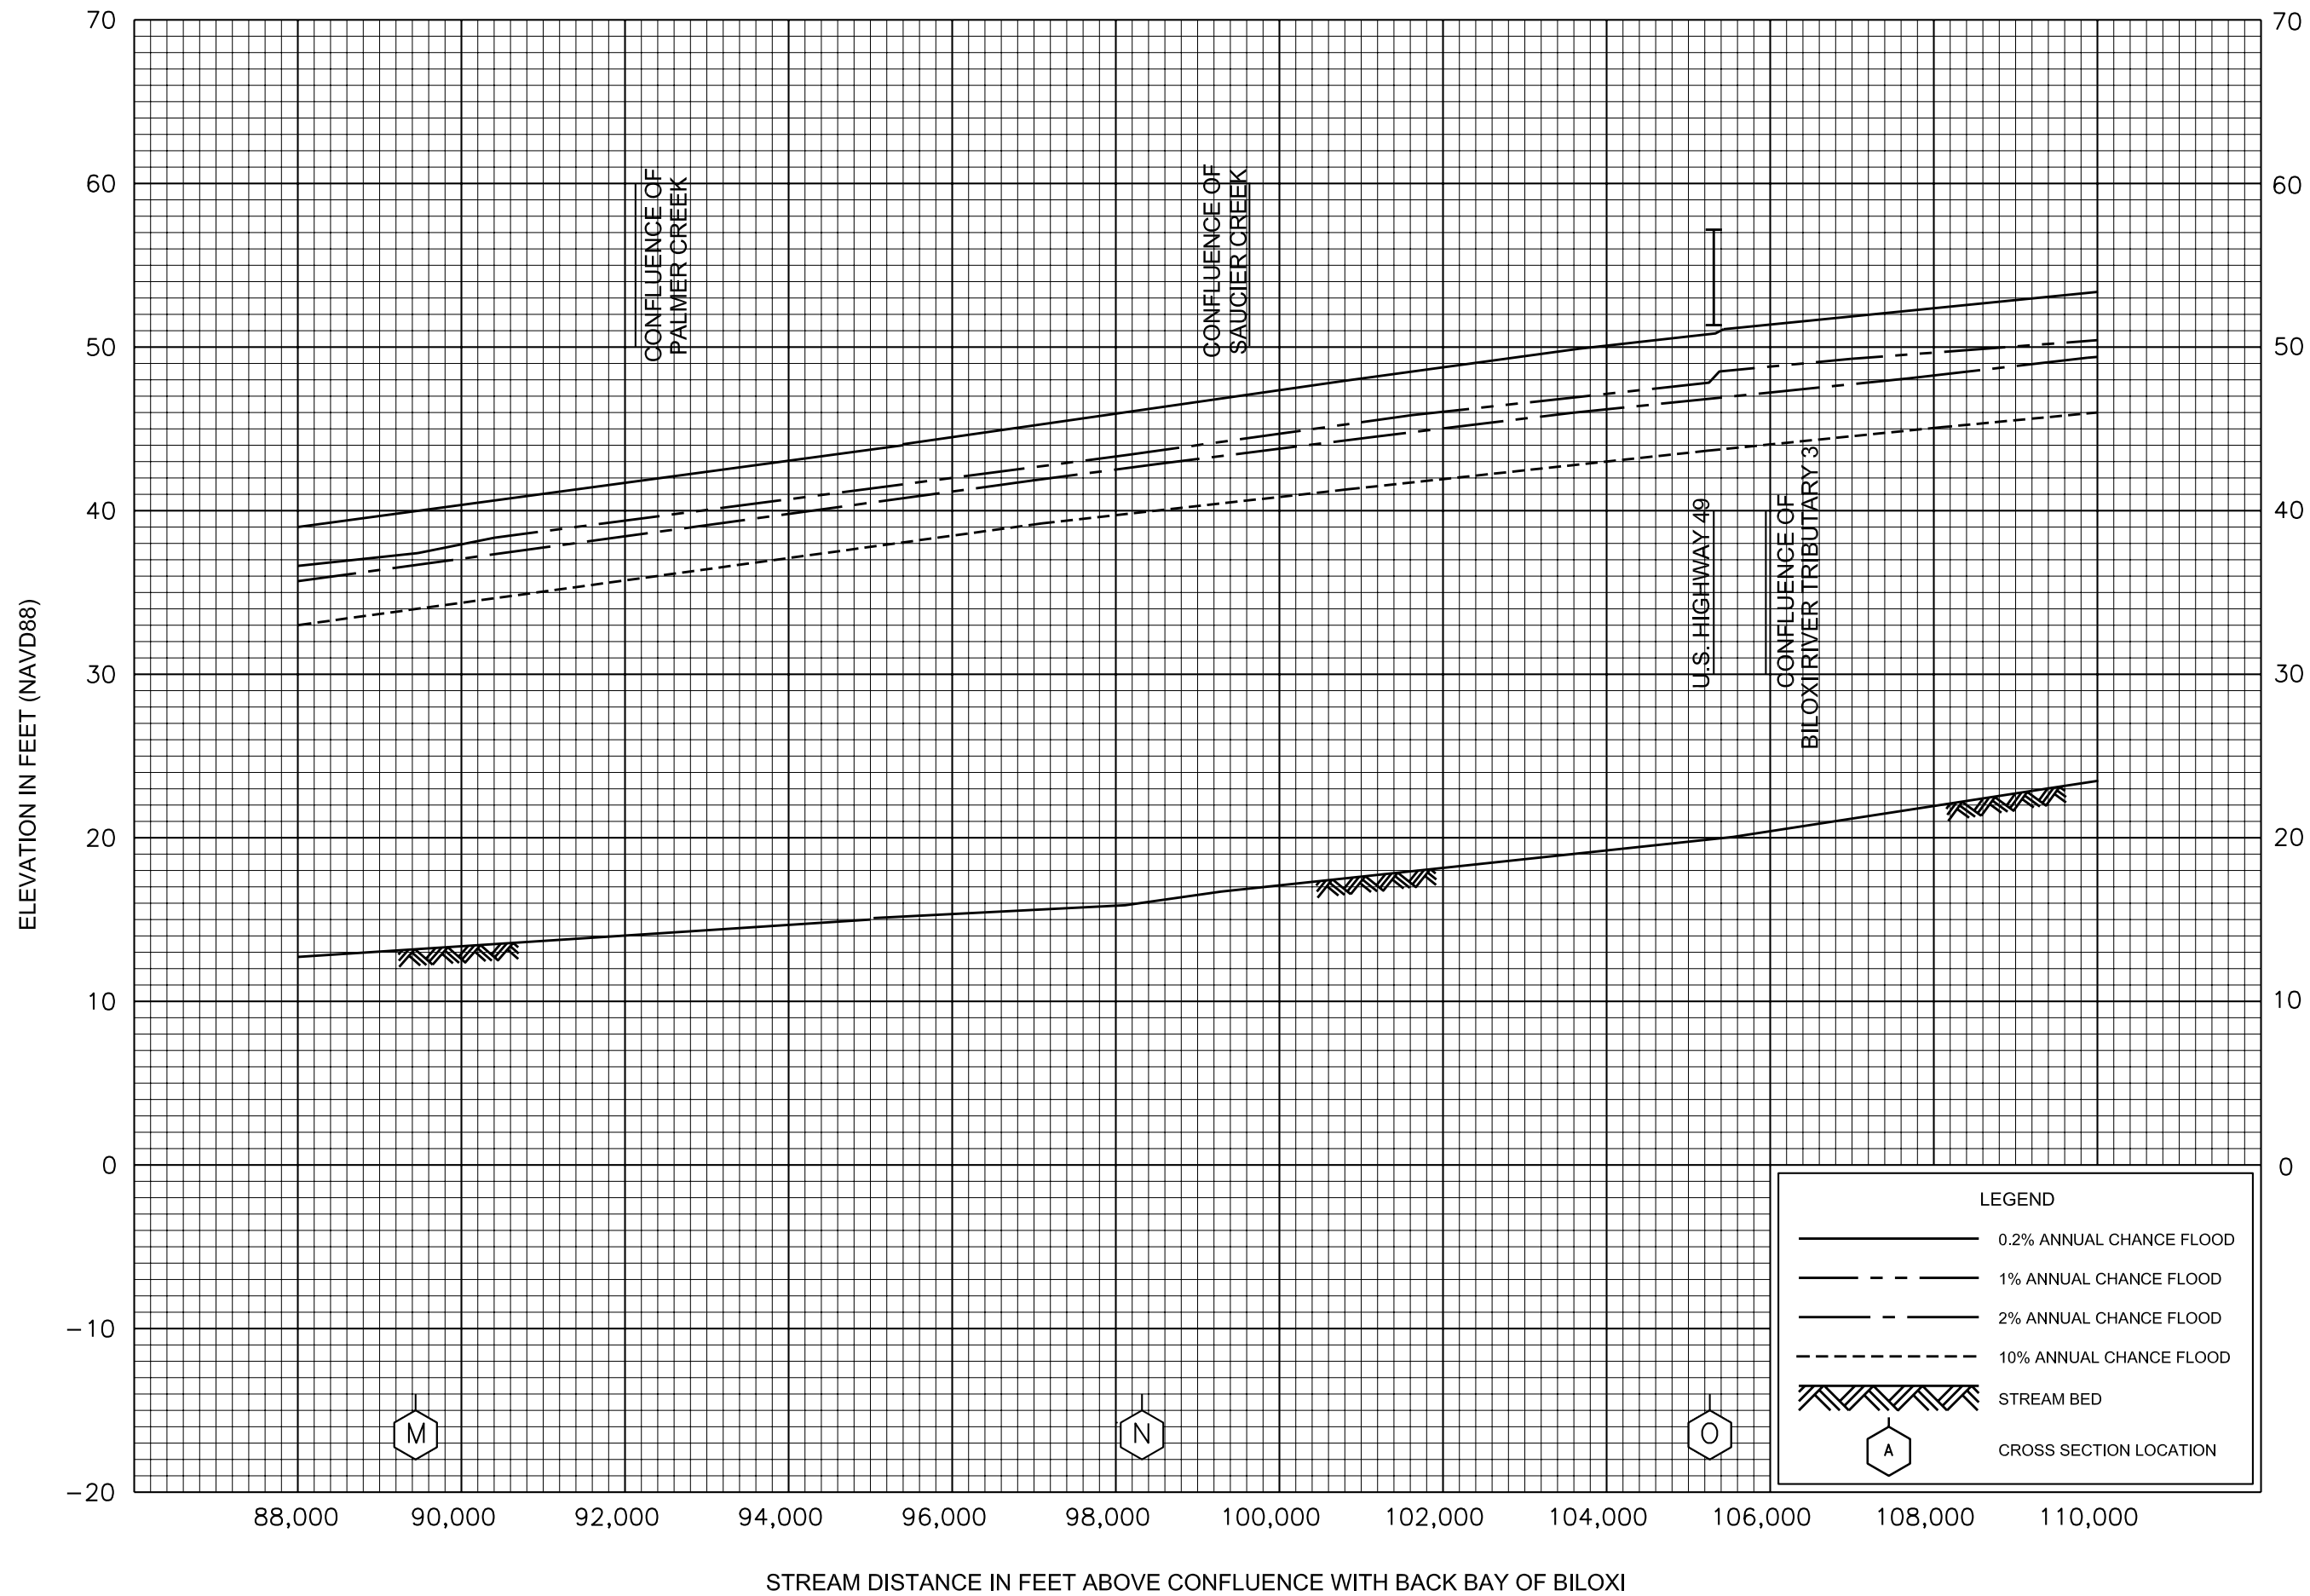 70
60
50
40
30
20
10
0
−10
−20
70
60
50
40
30
20
10
0
ELEVATION IN FEET (NAVD88)
CONFLUENCE OF
PALMER CREEK
CONFLUENCE OF
SAUCIER CREEK
U.S. HIGHWAY 49
CONFLUENCE OF
BILOXI RIVER TRIBUTARY 3
M
N
O
LEGEND
0.2% ANNUAL CHANCE FLOOD
1% ANNUAL CHANCE FLOOD
2% ANNUAL CHANCE FLOOD
10% ANNUAL CHANCE FLOOD
STREAM BED
A
CROSS SECTION LOCATION
88,000
90,000
92,000
94,000
96,000
98,000
100,000
102,000
104,000
106,000
108,000
110,000
STREAM DISTANCE IN FEET ABOVE CONFLUENCE WITH BACK BAY OF BILOXI